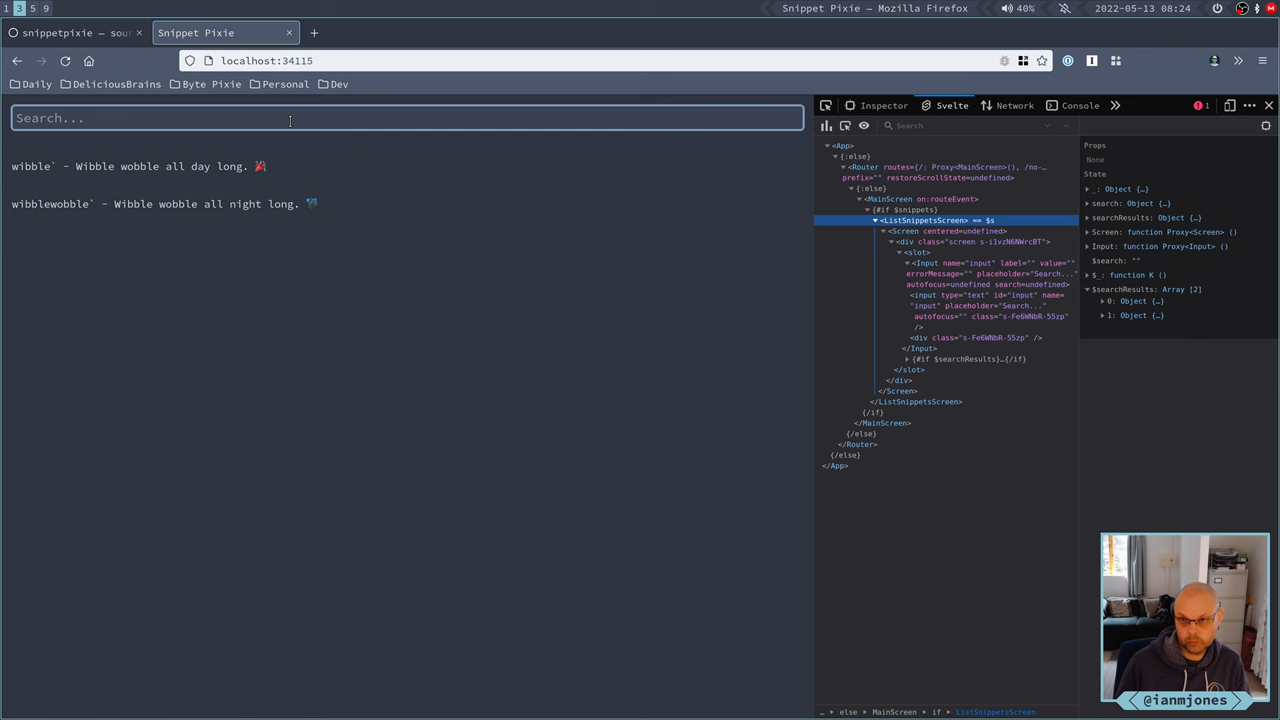 1 3 5 9
Snippet Pixie — Mozilla Firefox
40%
2022-05-13 08:24
snippetpixie — sour
Snippet Pixie
localhost:34115
Daily DeliciousBrains Byte Pixie Personal Dev
Search...
wibble` - Wibble wobble all day long. 🎉
wibblewobble` - Wibble wobble all night long.
Inspector Svelte Network Console 1
Search
<App>
{:else}
<Router routes={/: Proxy<MainScreen>(), /no-…
prefix="" restoreScrollState=undefined>
{:else}
<MainScreen on:routeEvent>
{#if $snippets}
<ListSnippetsScreen> == $s
<Screen centered=undefined>
<div class="screen s-i1vzN6NWrcBT">
<slot>
<Input name="input" label="" value=""
errorMessage="" placeholder="Search..."
autofocus=undefined search=undefined>
<input type="text" id="input" name=
"input" placeholder="Search..."
autofocus="" class="s-Fe6WNbR-55zp"
/>
<div class="s-Fe6WNbR-55zp" />
</Input>
{#if $searchResults}…{/if}
</slot>
</div>
</Screen>
</ListSnippetsScreen>
{/if}
</MainScreen>
{/else}
</Router>
{/else}
</App>
Props
None
State
_: Object {…}
search: Object {…}
searchResults: Object {…}
Screen: function Proxy<Screen> ()
Input: function Proxy<Input> ()
$search: ""
$_: function K ()
$searchResults: Array [2]
0: Object {…}
1: Object {…}
… else MainScreen if ListSnippetsScreen
@ianmjones